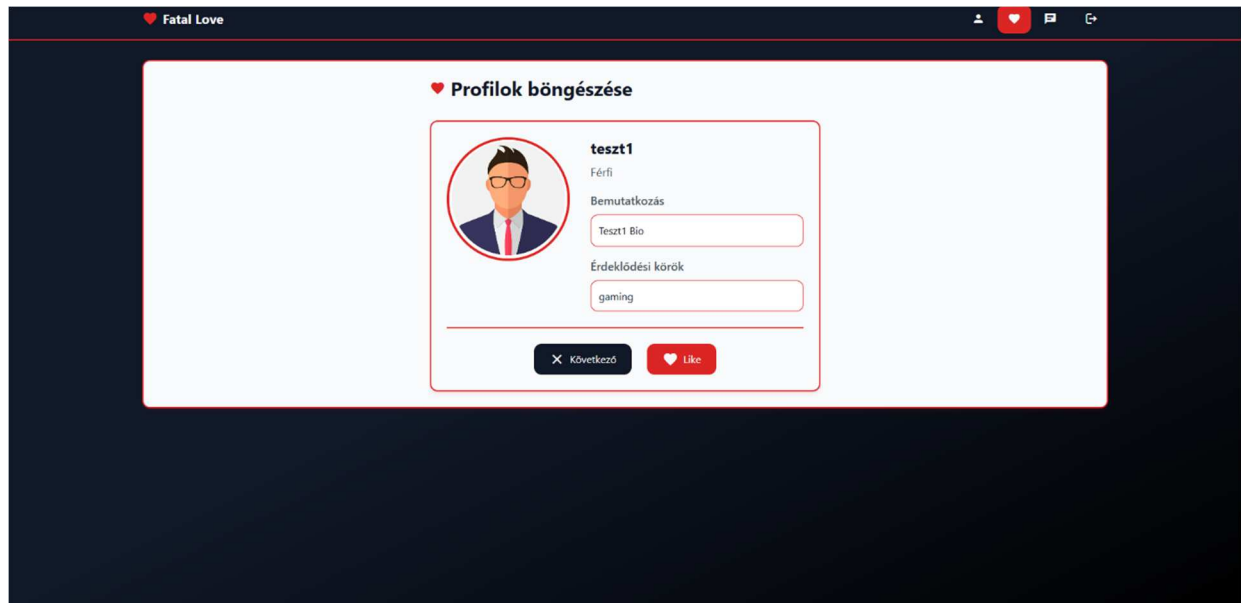 Fatal Love
Profilok böngészése
teszt1
Férfi
Bemutatkozás
Teszt1 Bio
Érdeklődési körök
gaming
Következő
Like